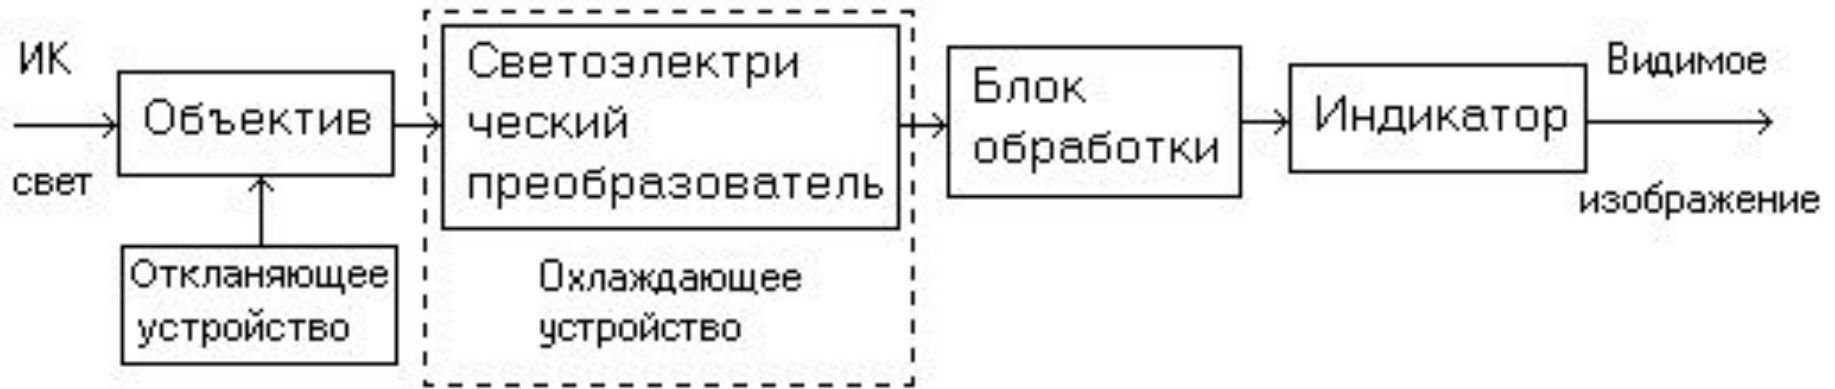 ИК
свет
Объектив
Откланяющее
устройство
Светоэлектри
ческий
преобразователь
Охлаждающее
устройство
Блок
обработки
Индикатор
Видимое
изображение